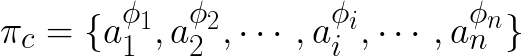 π_c = {a_1^{ϕ_1}, a_2^{ϕ_2}, ⋯ , a_i^{ϕ_i}, ⋯ , a_n^{ϕ_n}}